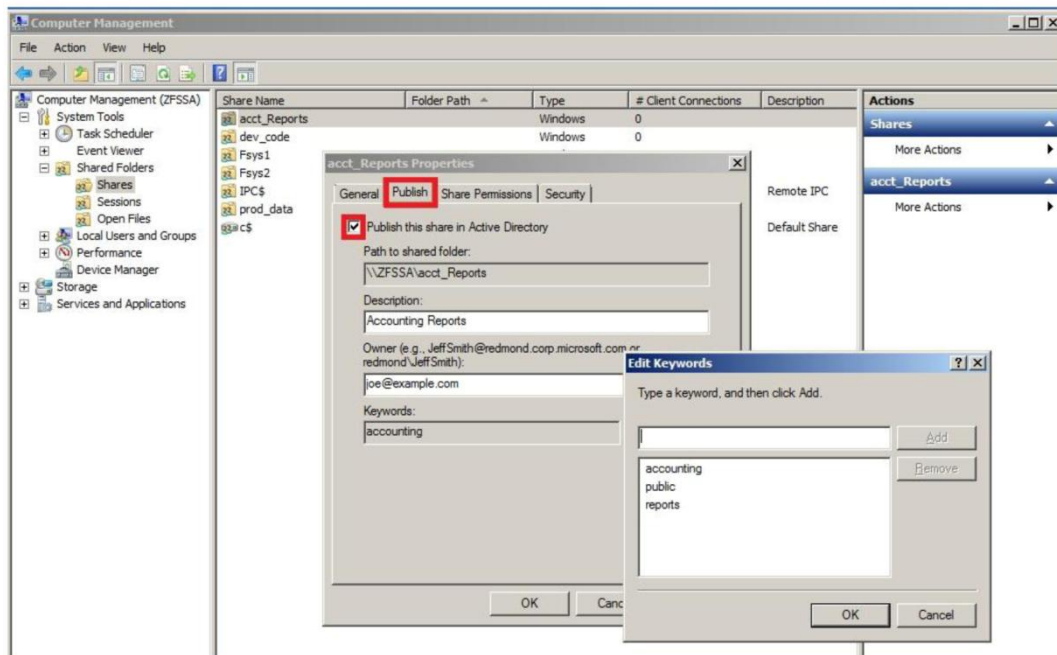 Computer Management
File Action View Help
Computer Management (ZFSSA)
System Tools
Task Scheduler
Event Viewer
Shared Folders
Shares
Sessions
Open Files
Local Users and Groups
Performance
Device Manager
Storage
Services and Applications
Share Name Folder Path Type # Client Connections Description
acct_Reports Windows 0
dev_code Windows 0
Fsys1
Fsys2
IPC$ Remote IPC
prod_data
c$ Default Share
Actions
Shares
More Actions
acct_Reports
More Actions
acct_Reports Properties
General Publish Share Permissions Security
Publish this share in Active Directory
Path to shared folder:
\\ZFSSA\acct_Reports
Description:
Accounting Reports
Owner (e.g., JeffSmith@redmond.corp.microsoft.com or
redmond\JeffSmith):
joe@example.com
Keywords:
accounting
OK Canc
Edit Keywords
Type a keyword, and then click Add.
Add
accounting
public
reports
Remove
OK Cancel